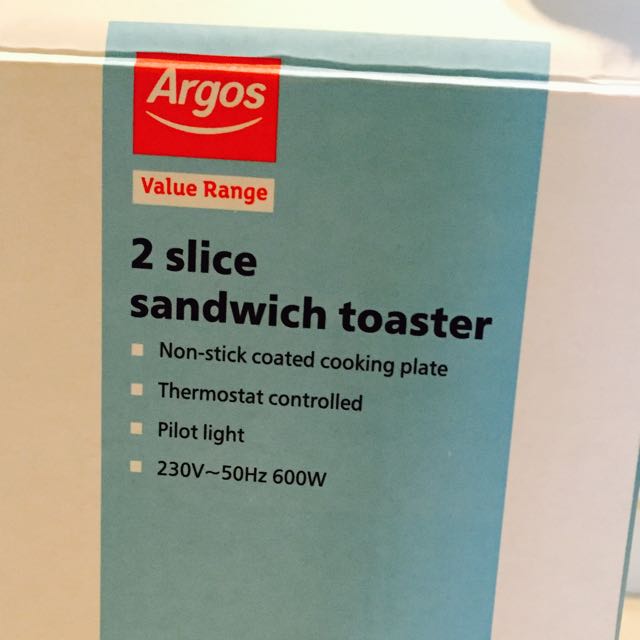 Argos
Value Range
2 slice
sandwich toaster
Non-stick coated cooking plate
Thermostat controlled
Pilot light
230V~50Hz 600W